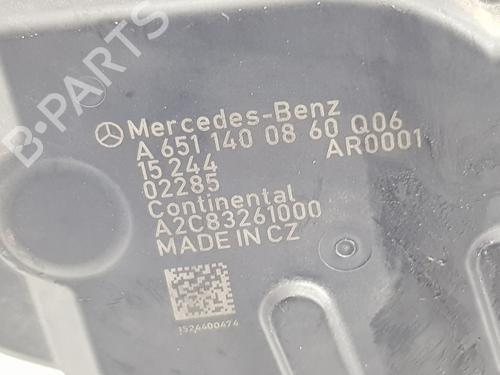 B-PARTS
Mercedes-Benz
A 651 140 08 60 Q06
15 244 AR0001
02285
Continental
A2C83261000
MADE IN CZ
1524400474